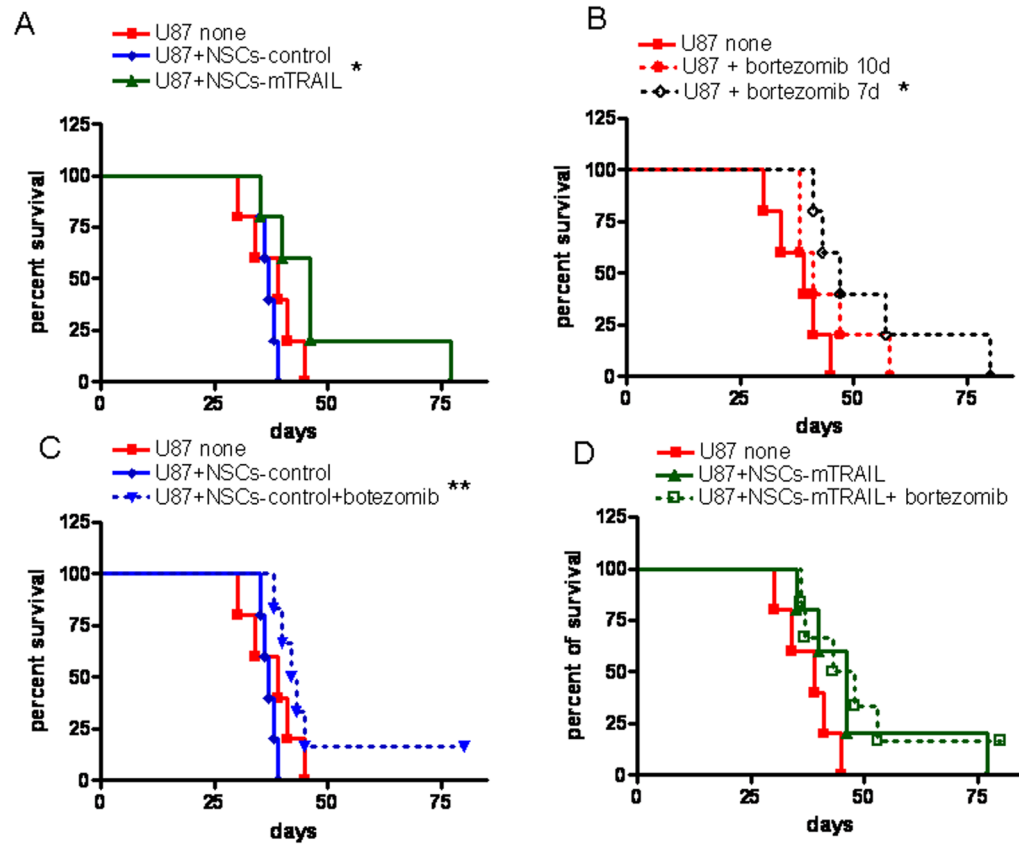 A
U87 none
U87+NSCs-control
U87+NSCs-mTRAIL *
125
100
75
50
25
0
percent survival
0 25 50 75
days
B
U87 none
U87 + bortezomib 10d
U87 + bortezomib 7d *
125
100
75
50
25
0
percent survival
0 25 50 75
days
C
U87 none
U87+NSCs-control
U87+NSCs-control+botezomib **
125
100
75
50
25
0
percent survival
0 25 50 75
days
D
U87 none
U87+NSCs-mTRAIL
U87+NSCs-mTRAIL+ bortezomib
125
100
75
50
25
0
percent of survival
0 25 50 75
days